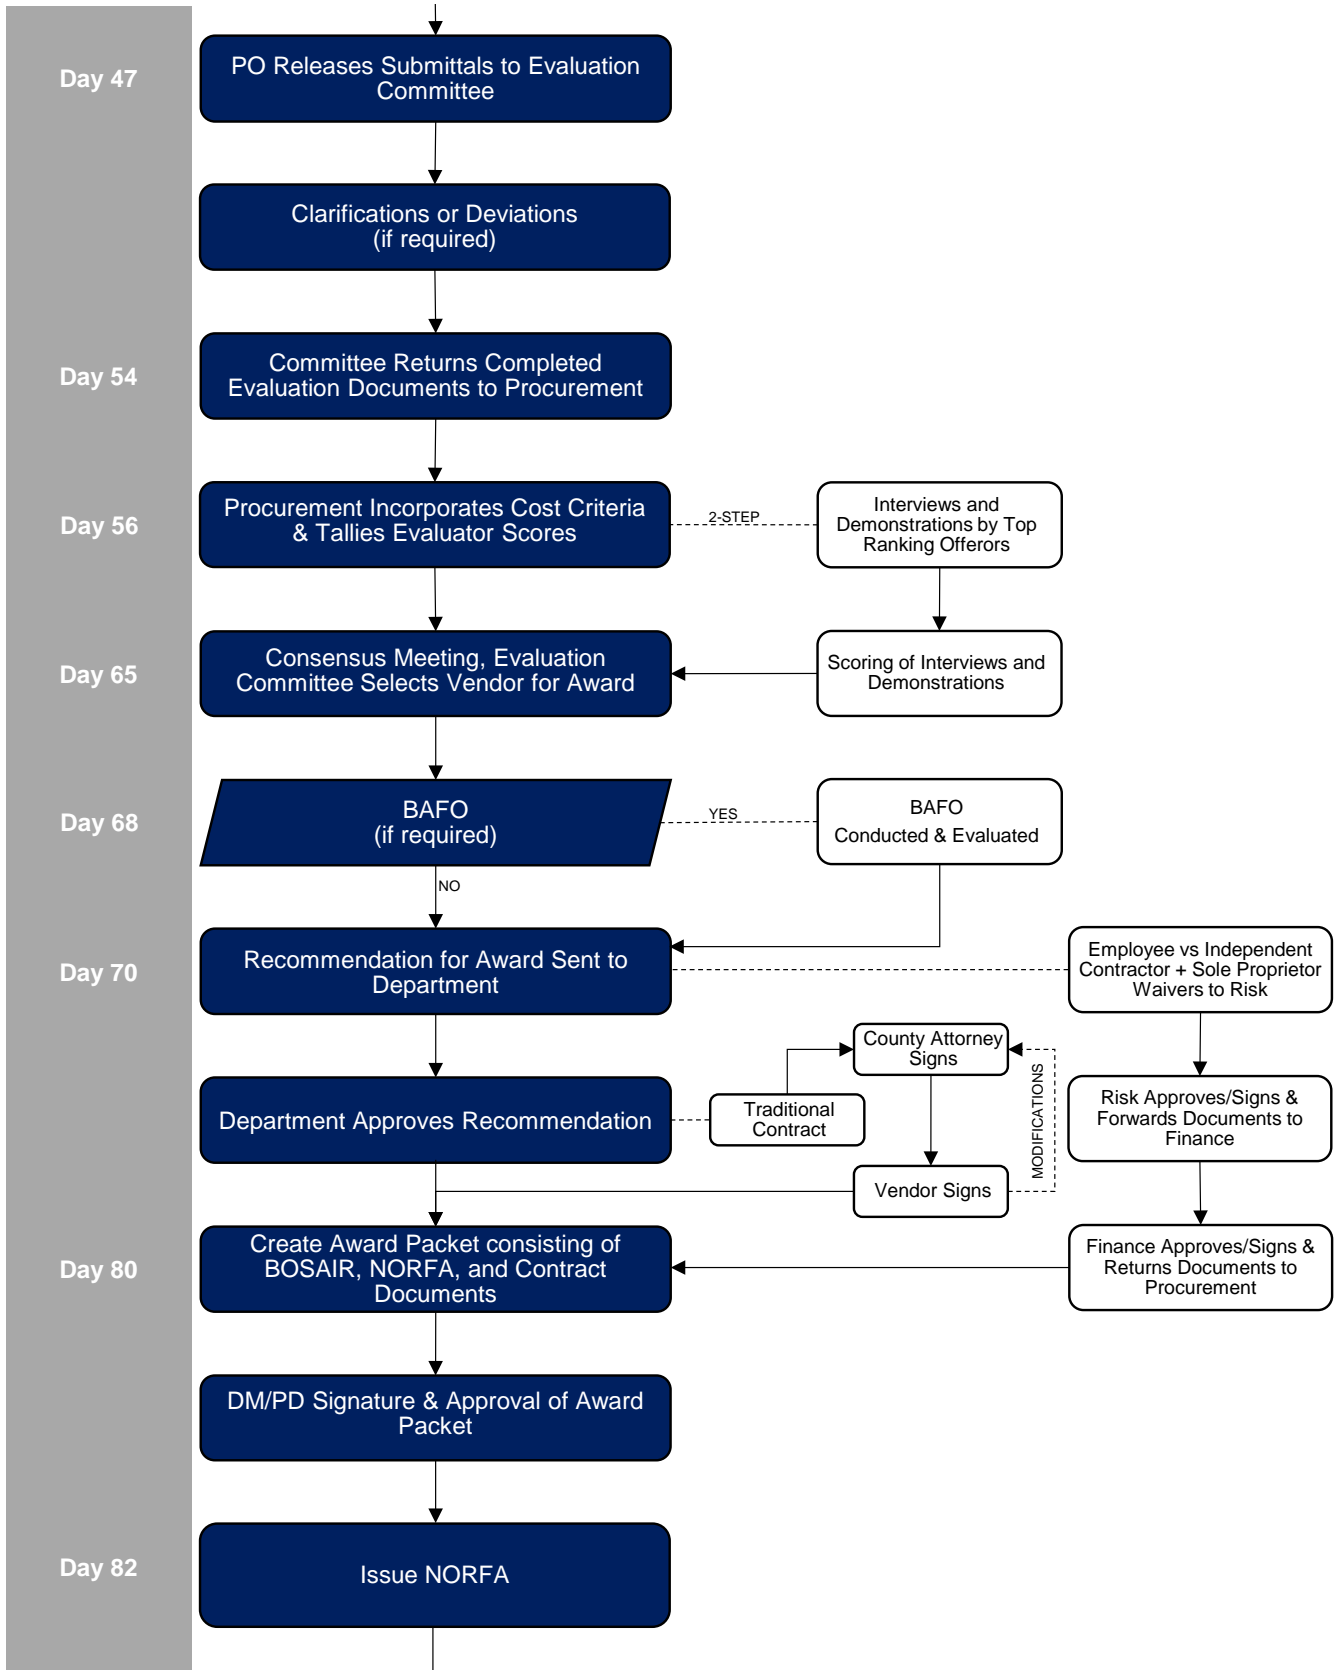 Day 47
PO Releases Submittals to Evaluation
Committee
Clarifications or Deviations
(if required)
Day 54
Committee Returns Completed
Evaluation Documents to Procurement
Day 56
Procurement Incorporates Cost Criteria
& Tallies Evaluator Scores
2-STEP
Interviews and
Demonstrations by Top
Ranking Offerors
Day 65
Consensus Meeting, Evaluation
Committee Selects Vendor for Award
Scoring of Interviews and
Demonstrations
Day 68
BAFO
(if required)
YES
BAFO
Conducted & Evaluated
NO
Day 70
Recommendation for Award Sent to
Department
Employee vs Independent
Contractor + Sole Proprietor
Waivers to Risk
Department Approves Recommendation
Traditional
Contract
County Attorney
Signs
MODIFICATIONS
Vendor Signs
Risk Approves/Signs &
Forwards Documents to
Finance
Day 80
Create Award Packet consisting of
BOSAIR, NORFA, and Contract
Documents
Finance Approves/Signs &
Returns Documents to
Procurement
DM/PD Signature & Approval of Award
Packet
Day 82
Issue NORFA